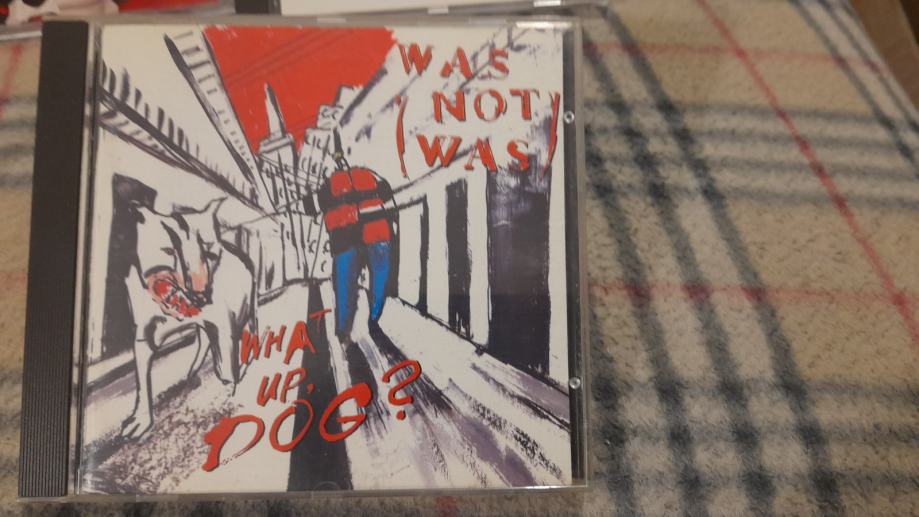 WAS
(NOT
WAS)
WHAT
UP,
DOG?